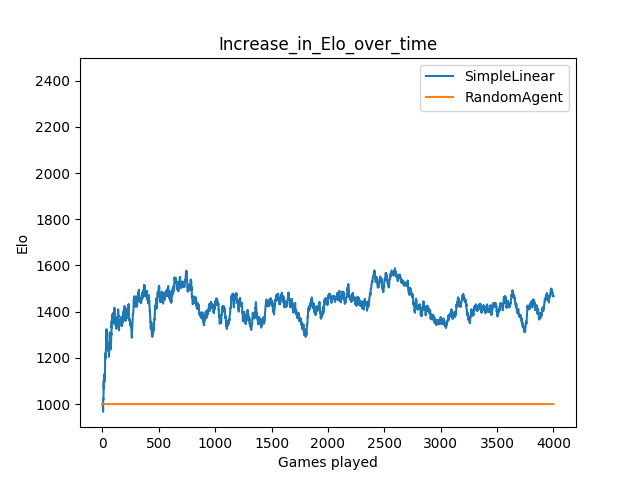 Increase_in_Elo_over_time
SimpleLinear
RandomAgent
2400
2200
2000
1800
1600
1400
1200
1000
Elo
0 500 1000 1500 2000 2500 3000 3500 4000
Games played